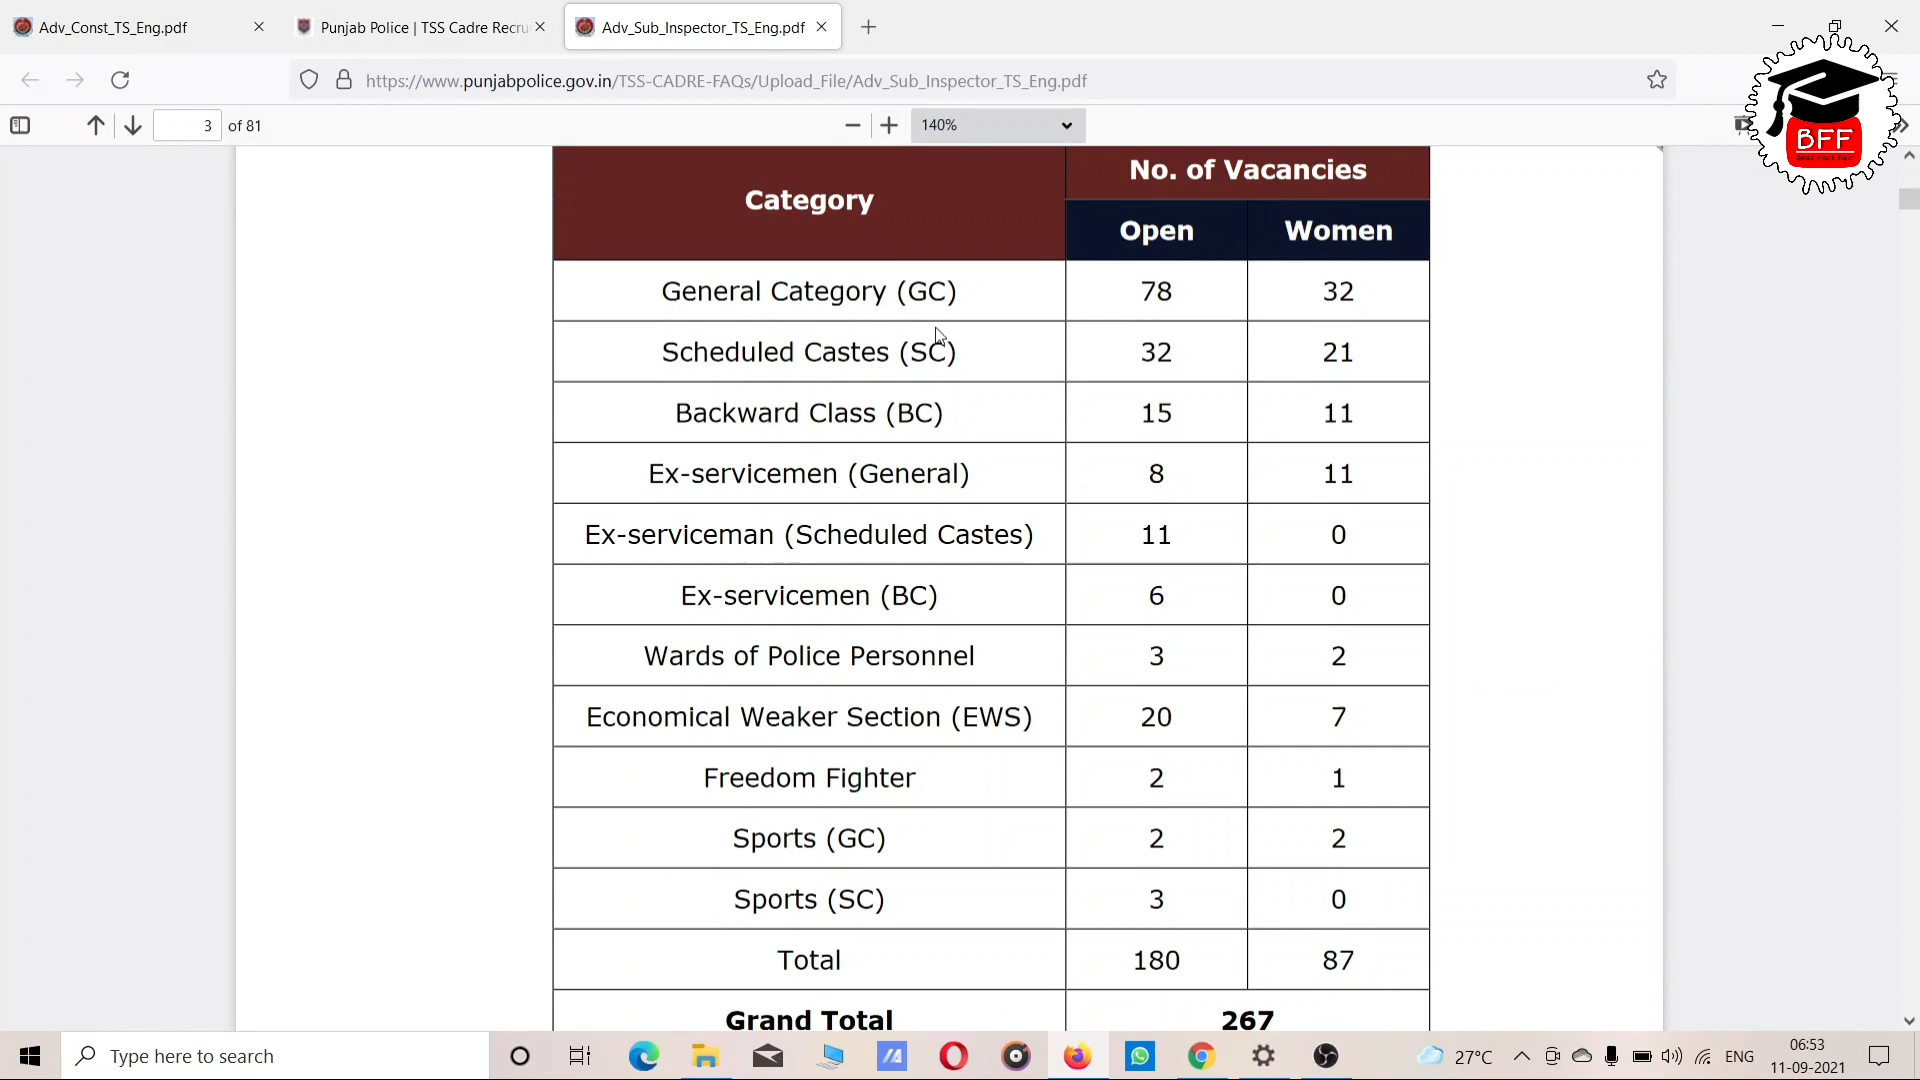 Adv_Const_TS_Eng.pdf
Punjab Police | TSS Cadre Recru
Adv_Sub_Inspector_TS_Eng.pdf
https://www.punjabpolice.gov.in/TSS-CADRE-FAQs/Upload_File/Adv_Sub_Inspector_TS_Eng.pdf
3 of 81
140%
BFF
Category No. of Vacancies
Open Women
General Category (GC) 78 32
Scheduled Castes (SC) 32 21
Backward Class (BC) 15 11
Ex-servicemen (General) 8 11
Ex-serviceman (Scheduled Castes) 11 0
Ex-servicemen (BC) 6 0
Wards of Police Personnel 3 2
Economical Weaker Section (EWS) 20 7
Freedom Fighter 2 1
Sports (GC) 2 2
Sports (SC) 3 0
Total 180 87
Grand Total 267
Type here to search
27°C
ENG
06:53
11-09-2021